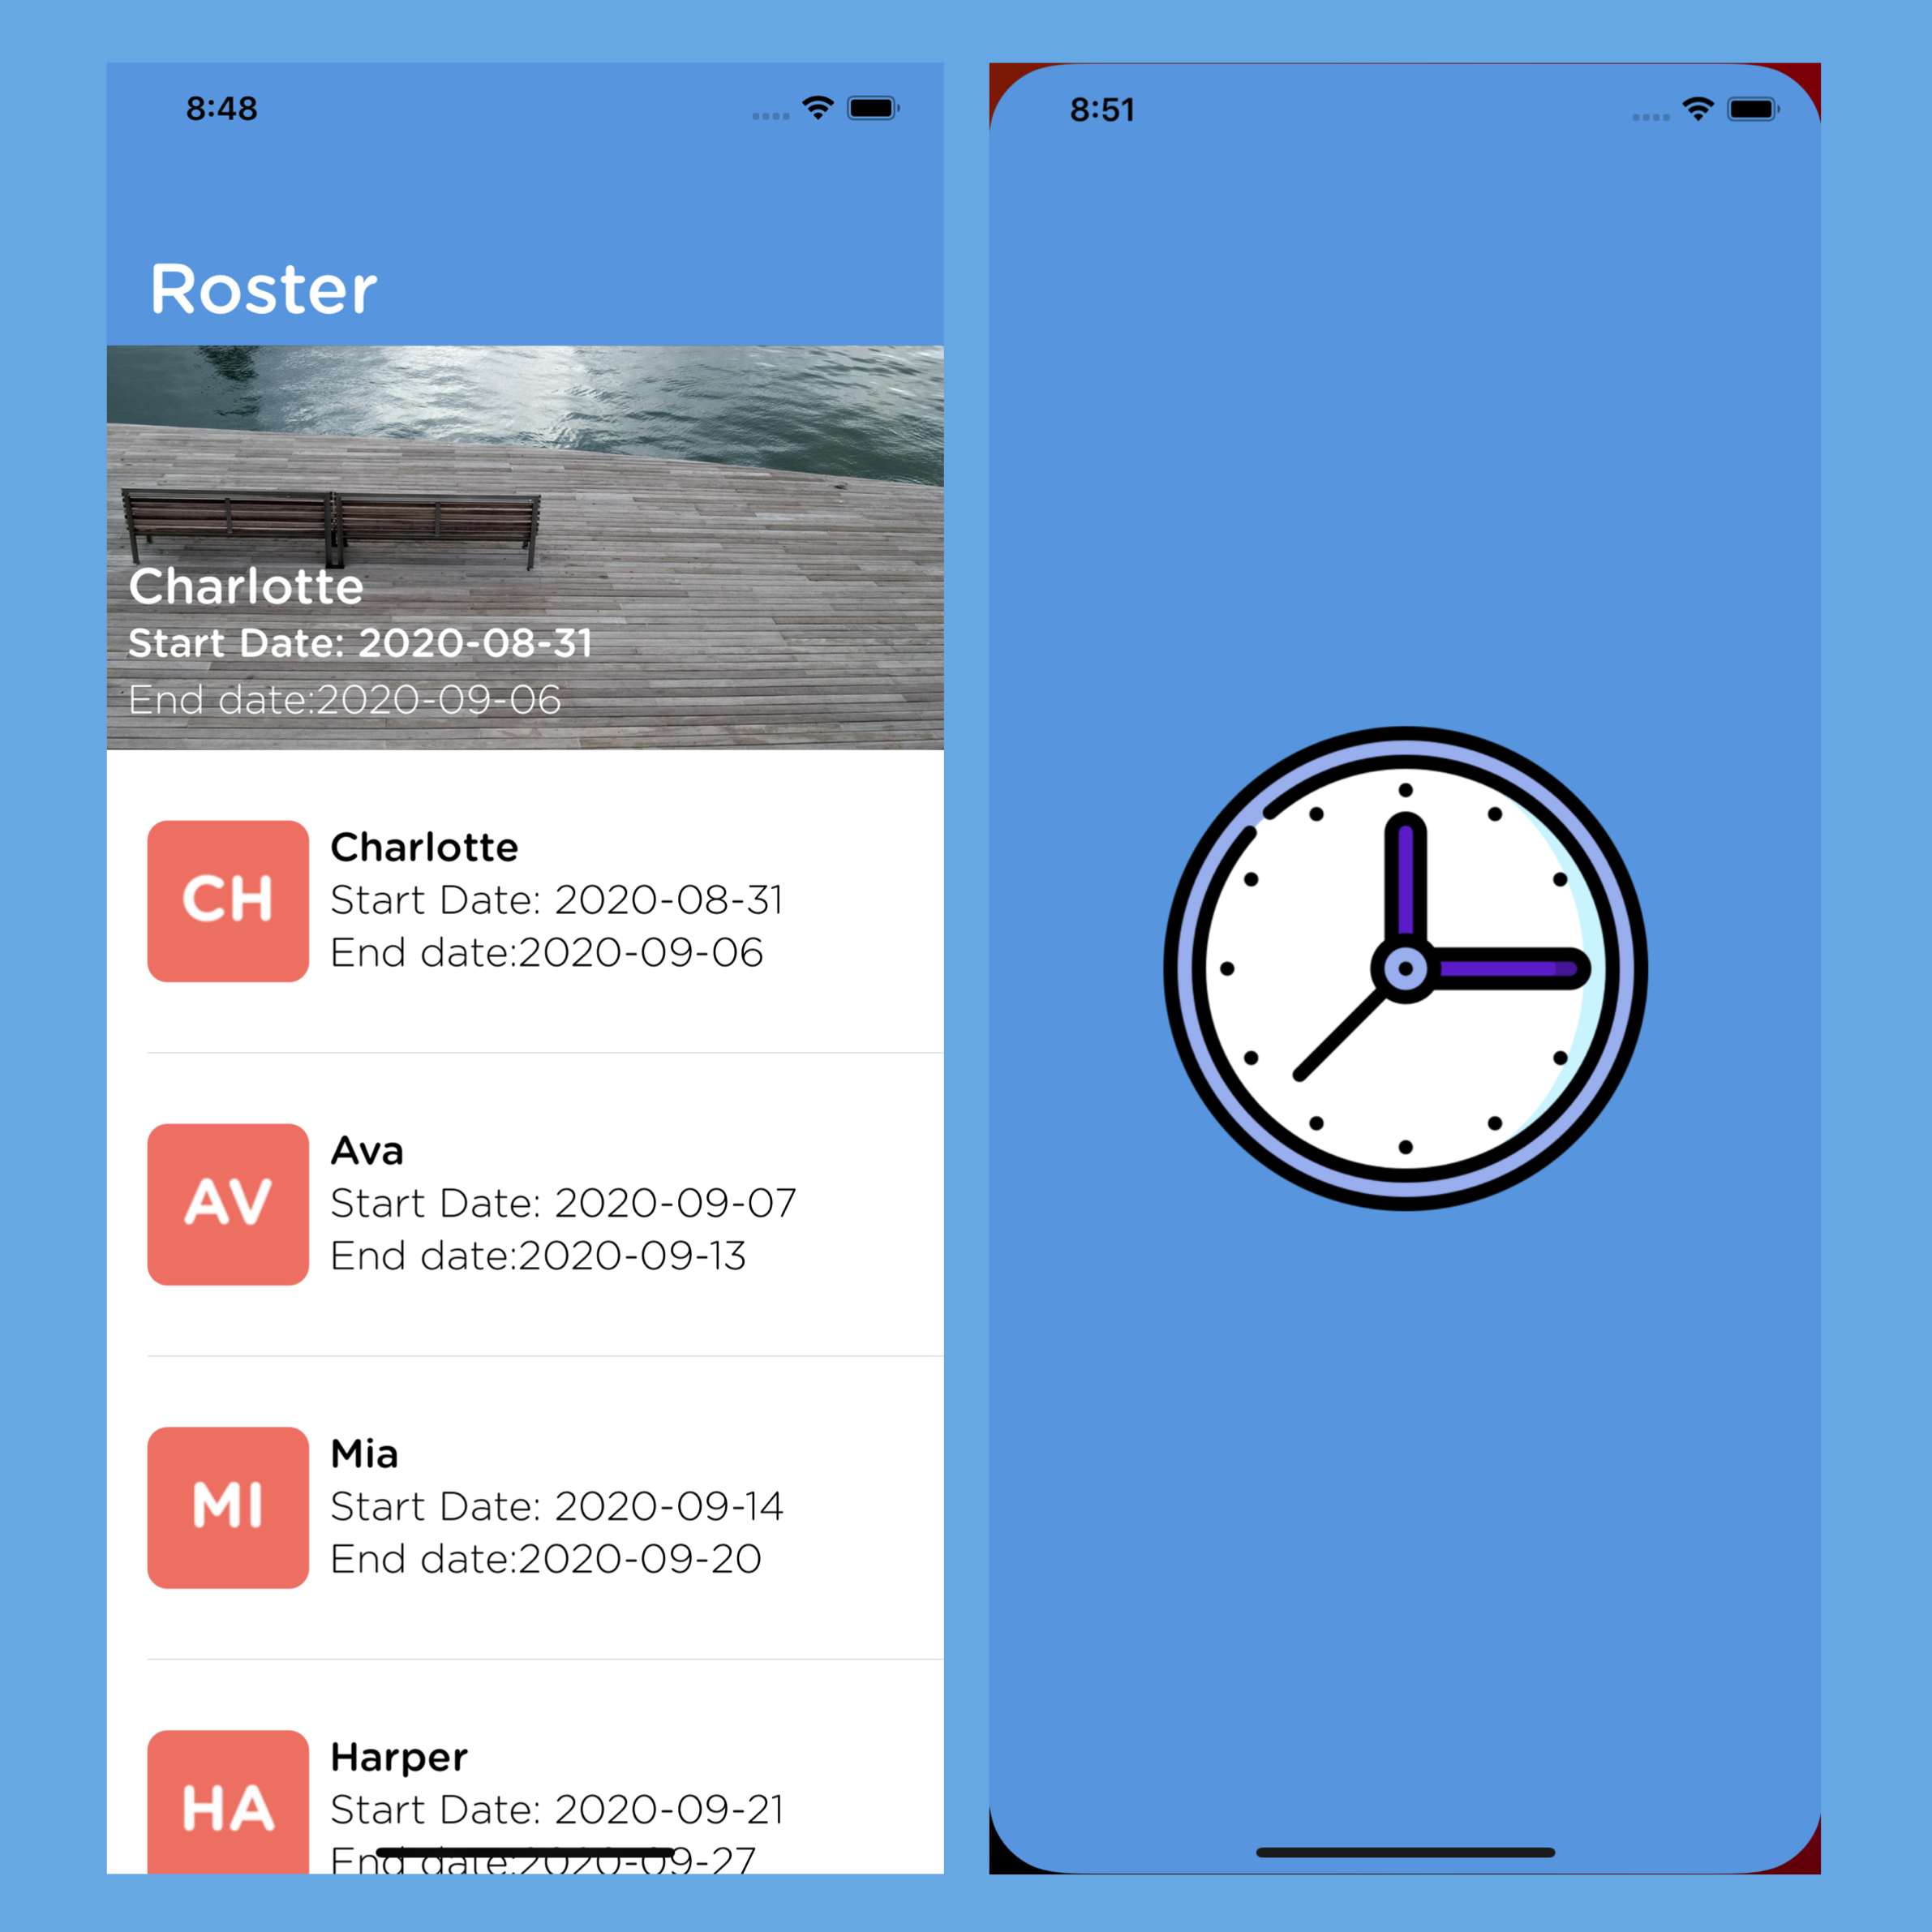 8:48
Roster
Charlotte
Start Date: 2020-08-31
End date:2020-09-06
CH
Charlotte
Start Date: 2020-08-31
End date:2020-09-06
AV
Ava
Start Date: 2020-09-07
End date:2020-09-13
MI
Mia
Start Date: 2020-09-14
End date:2020-09-20
HA
Harper
Start Date: 2020-09-21
End date:2020-09-27
8:51